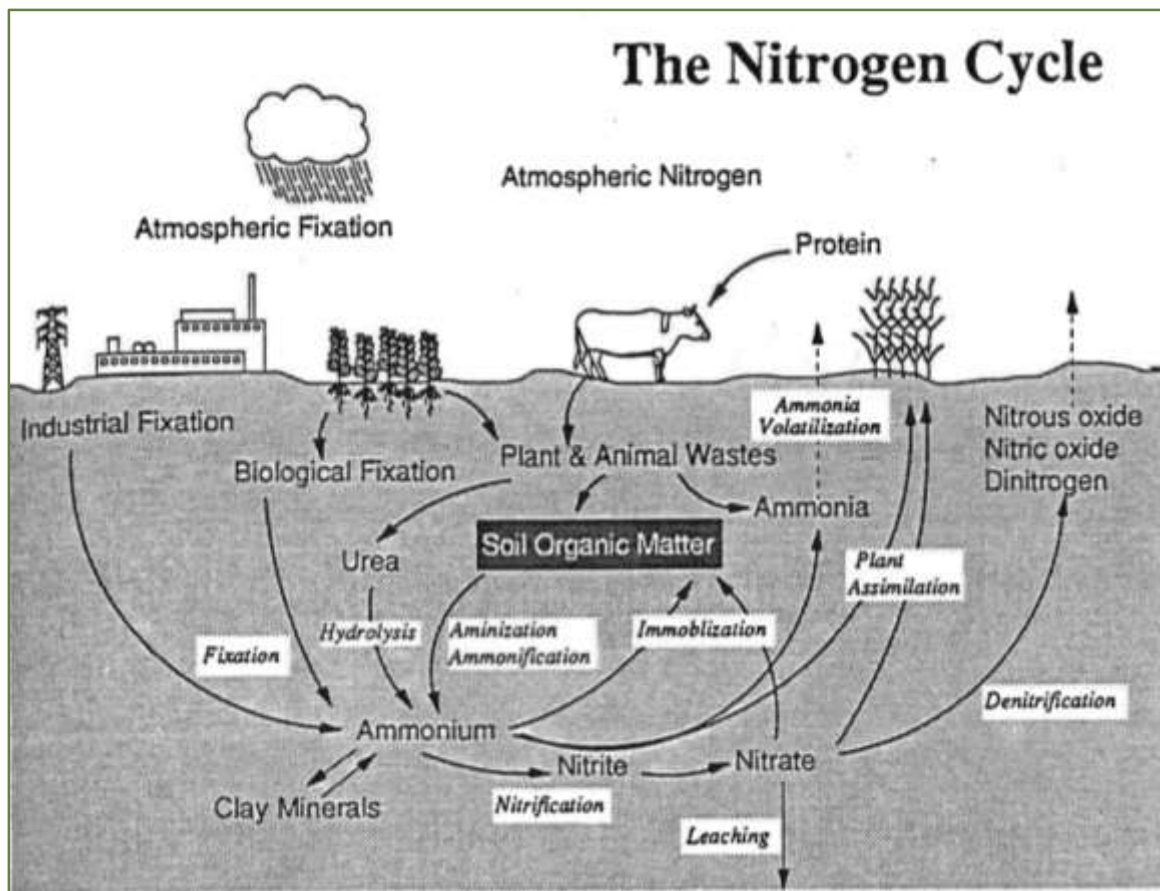 The Nitrogen Cycle
Atmospheric Nitrogen
Atmospheric Fixation
Protein
Industrial Fixation
Biological Fixation
Plant & Animal Wastes
Ammonia
Volatilization
Nitrous oxide
Nitric oxide
Dinitrogen
Ammonia
Urea
Soil Organic Matter
Plant
Assimilation
Hydrolysis
Aminization
Ammonification
Immoblization
Fixation
Denitrification
Ammonium
Nitrite
Nitrate
Clay Minerals
Nitrification
Leaching